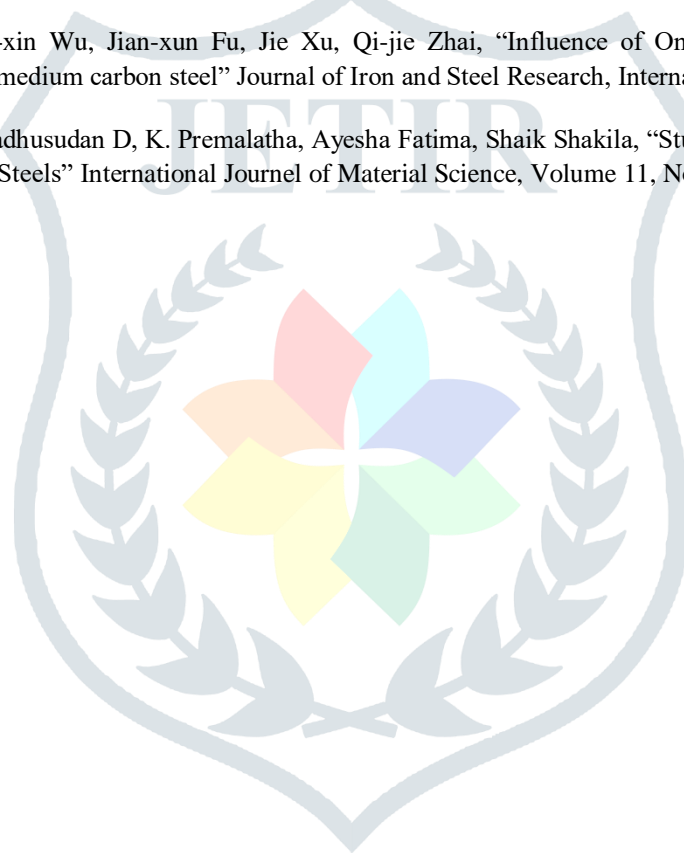 -xin Wu, Jian-xun Fu, Jie Xu, Qi-jie Zhai, “Influence of On
medium carbon steel” Journal of Iron and Steel Research, Interna
adhusudan D, K. Premalatha, Ayesha Fatima, Shaik Shakila, “Stu
Steels” International Journel of Material Science, Volume 11, No
JETIR